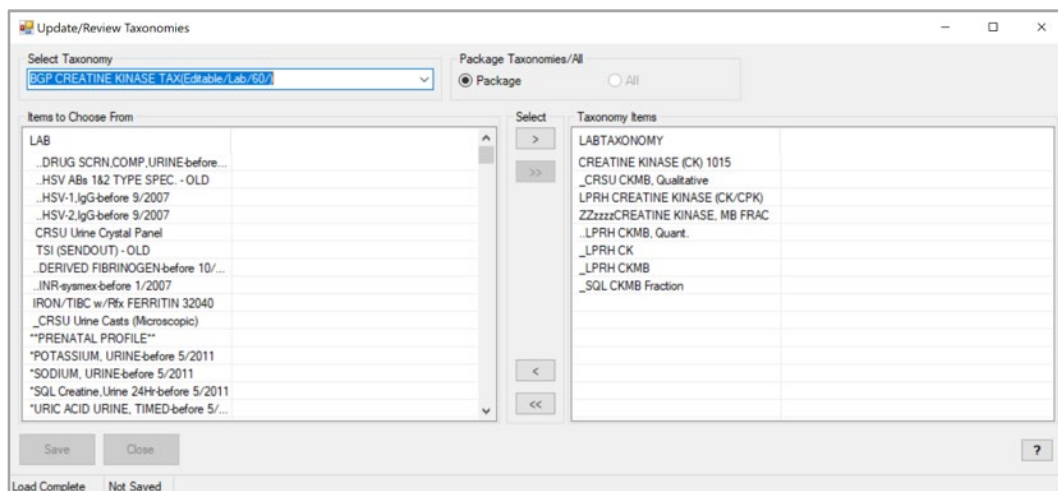 Update/Review Taxonomies
Select Taxonomy
Package Taxonomies/All
BGP CREATINE KINASE TAX(Editable/Lab/60/)
Package
All
Items to Choose From
Select
Taxonomy Items
LAB
>
LABTAXONOMY
..DRUG SCRN,COMP,URINE-before...
>>
CREATINE KINASE (CK) 1015
..HSV ABs 1&2 TYPE SPEC. - OLD
_CRSU CKMB, Qualitative
..HSV-1,IgG-before 9/2007
LPRH CREATINE KINASE (CK/CPK)
..HSV-2,IgG-before 9/2007
ZZzzzzCREATINE KINASE, MB FRAC
CRSU Urine Crystal Panel
..LPRH CKMB, Quant.
TSI (SENDOUT) - OLD
_LPRH CK
..DERIVED FIBRINOGEN-before 10/...
_LPRH CKMB
..INR-sysmex-before 1/2007
_SQL CKMB Fraction
IRON/TIBC w/Rfx FERRITIN 32040
_CRSU Urine Casts (Microscopic)
**PRENATAL PROFILE**
*POTASSIUM, URINE-before 5/2011
*SODIUM, URINE-before 5/2011
<
*SQL Creatine,Urine 24Hr-before 5/2011
*URIC ACID URINE, TIMED-before 5/...
<<
Save
Close
?
Load Complete
Not Saved